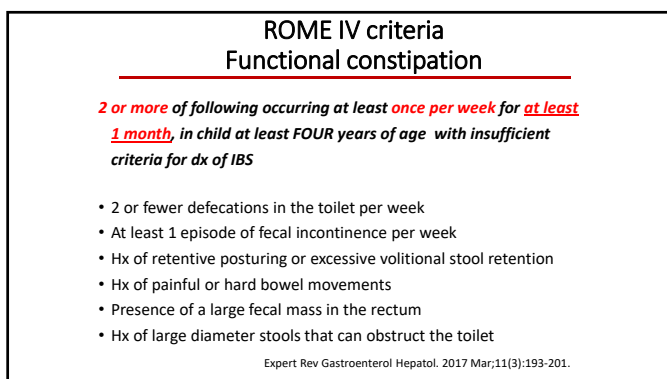 ROME IV criteria
Functional constipation
2 or more of following occurring at least once per week for at least
1 month, in child at least FOUR years of age with insufficient
criteria for dx of IBS
• 2 or fewer defecations in the toilet per week
• At least 1 episode of fecal incontinence per week
• Hx of retentive posturing or excessive volitional stool retention
• Hx of painful or hard bowel movements
• Presence of a large fecal mass in the rectum
• Hx of large diameter stools that can obstruct the toilet
Expert Rev Gastroenterol Hepatol. 2017 Mar;11(3):193-201.